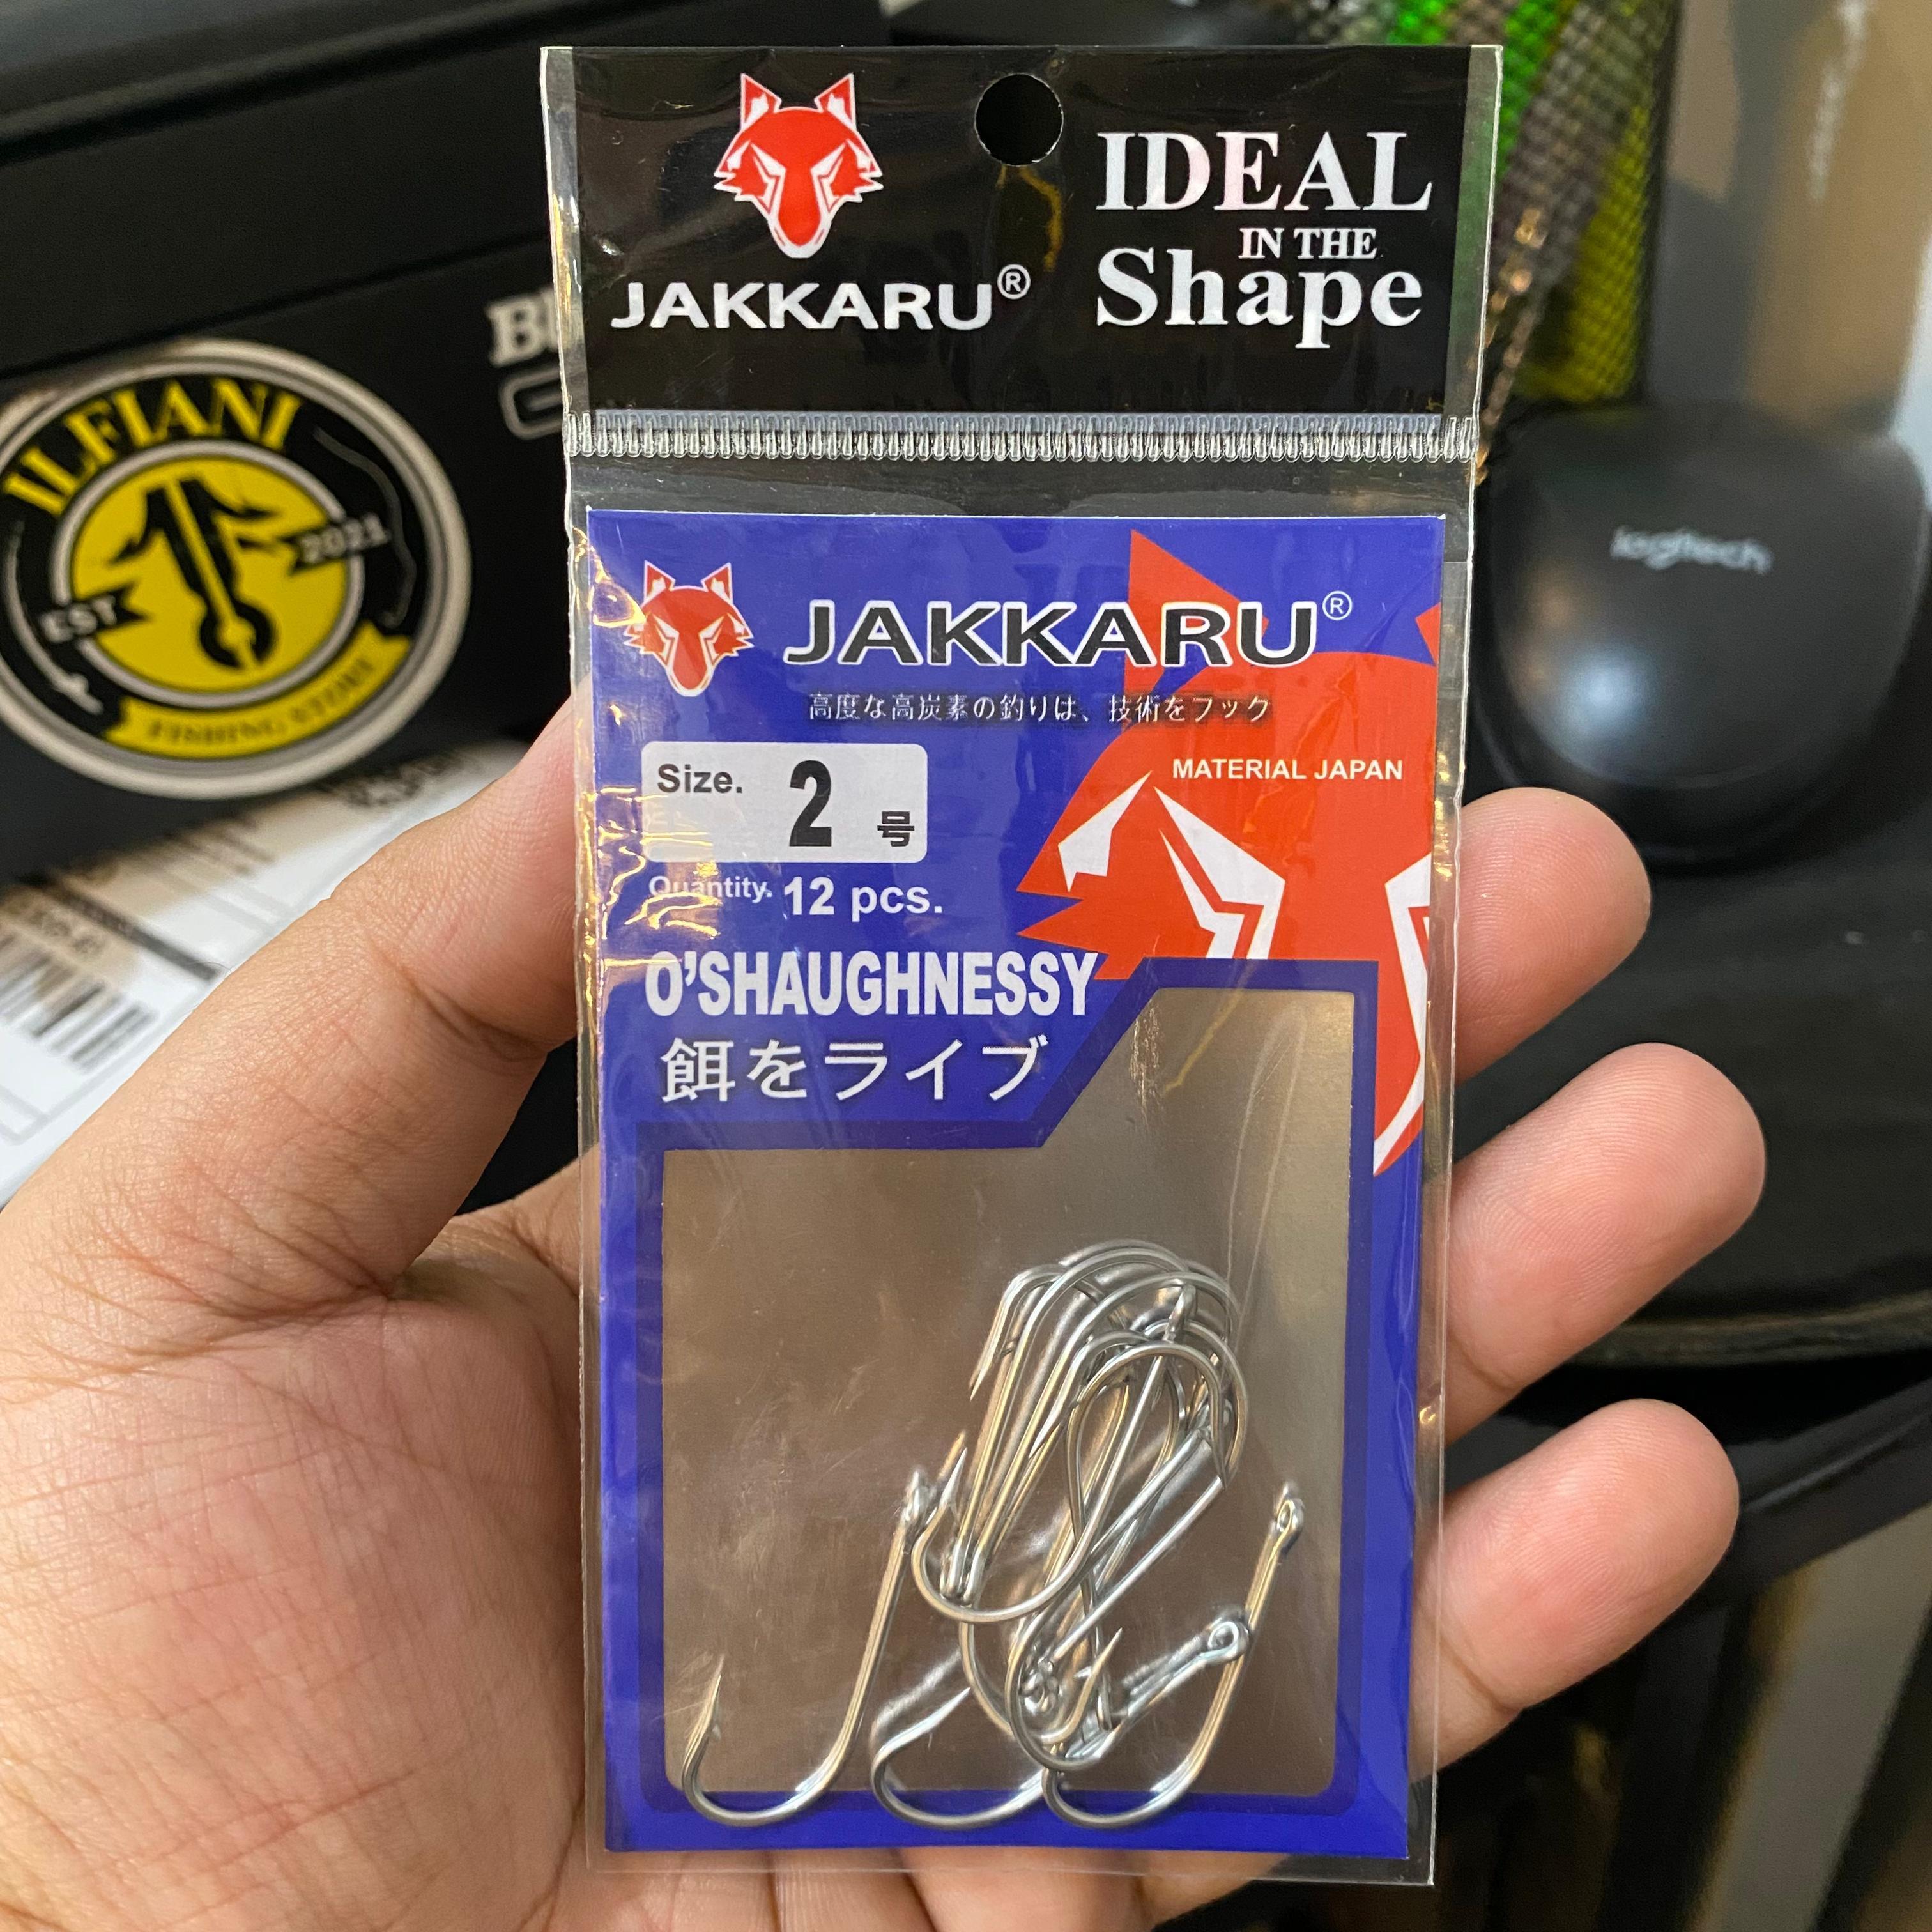 JAKKARU®
IDEAL
IN THE
Shape
JAKKARU®
高度な高炭素の釣りは、技術をフック
MATERIAL JAPAN
Size. 2 号
Quantity. 12 pcs.
O'SHAUGHNESSY
餌をライブ
ILFIANI
EST 2021
FISHING STORE
logitech